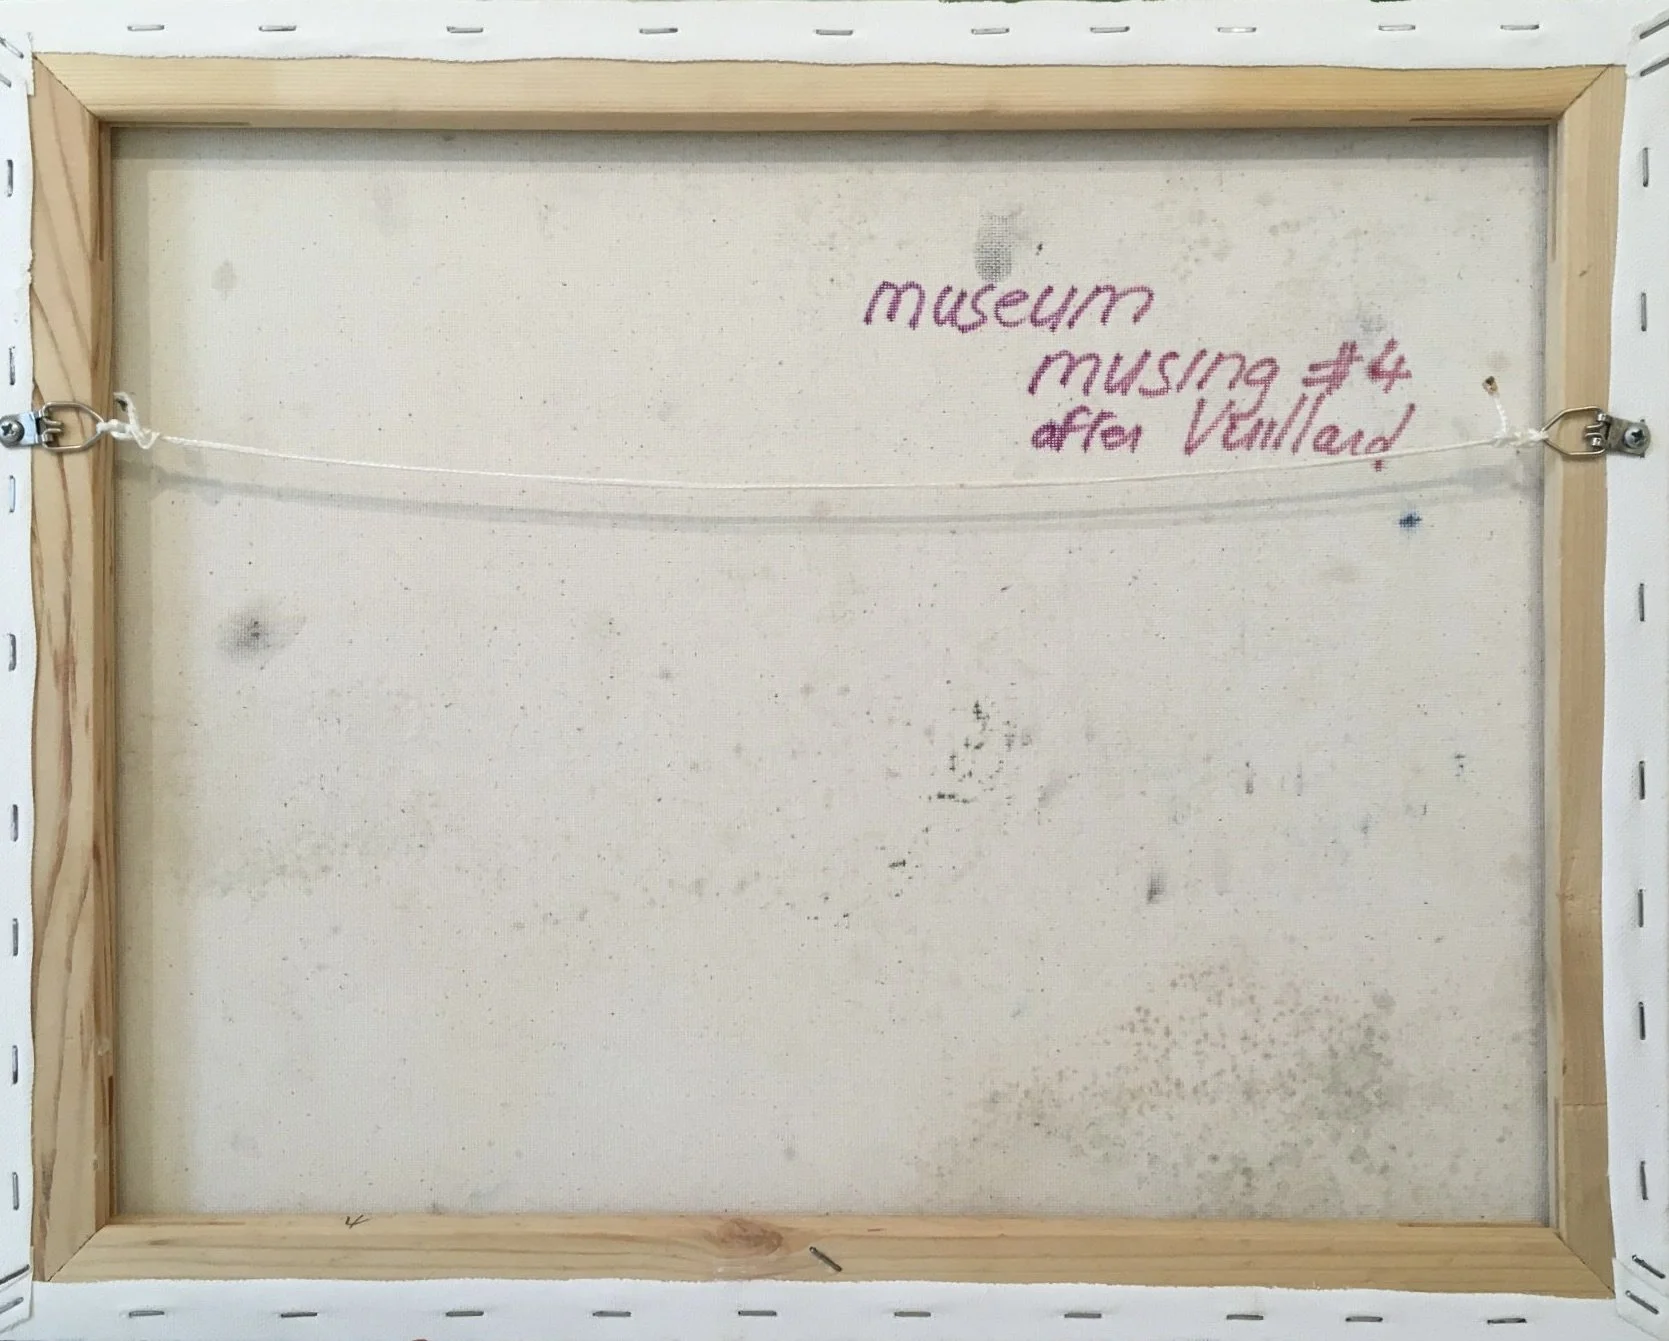 museum
musing #4
after Vuillard